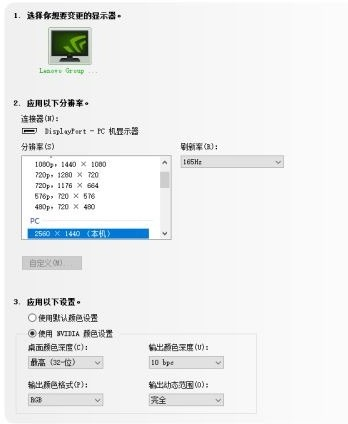 1. 选择你想要变更的显示器。
Lenovo Group ...
2. 应用以下分辨率。
连接器(N):
DisplayPort - PC 机显示器
分辨率(S)
刷新率(R):
1080p, 1440 × 1080
165Hz
720p, 1280 × 720
720p, 1176 × 664
576p, 720 × 576
480p, 720 × 480
PC
2560 × 1440 (本机)
自定义(M)...
3. 应用以下设置。
使用默认颜色设置
使用 NVIDIA 颜色设置
桌面颜色深度(C):
输出颜色深度(U):
最高 (32-位)
10 bpc
输出颜色格式(F):
输出动态范围(O):
RGB
完全